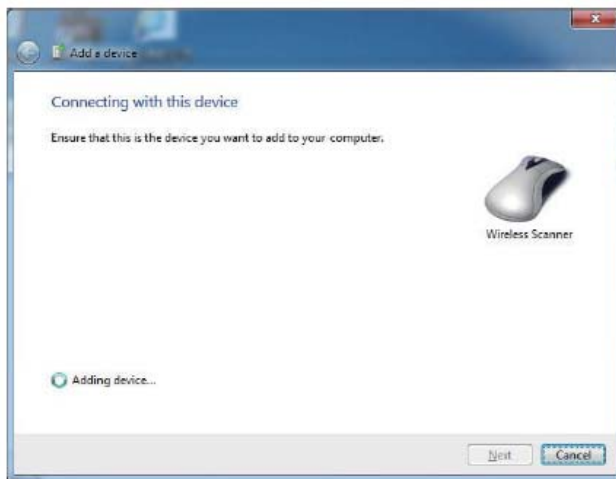 Add a device
Connecting with this device
Ensure that this is the device you want to add to your computer.
Wireless Scanner
Adding device...
Next
Cancel